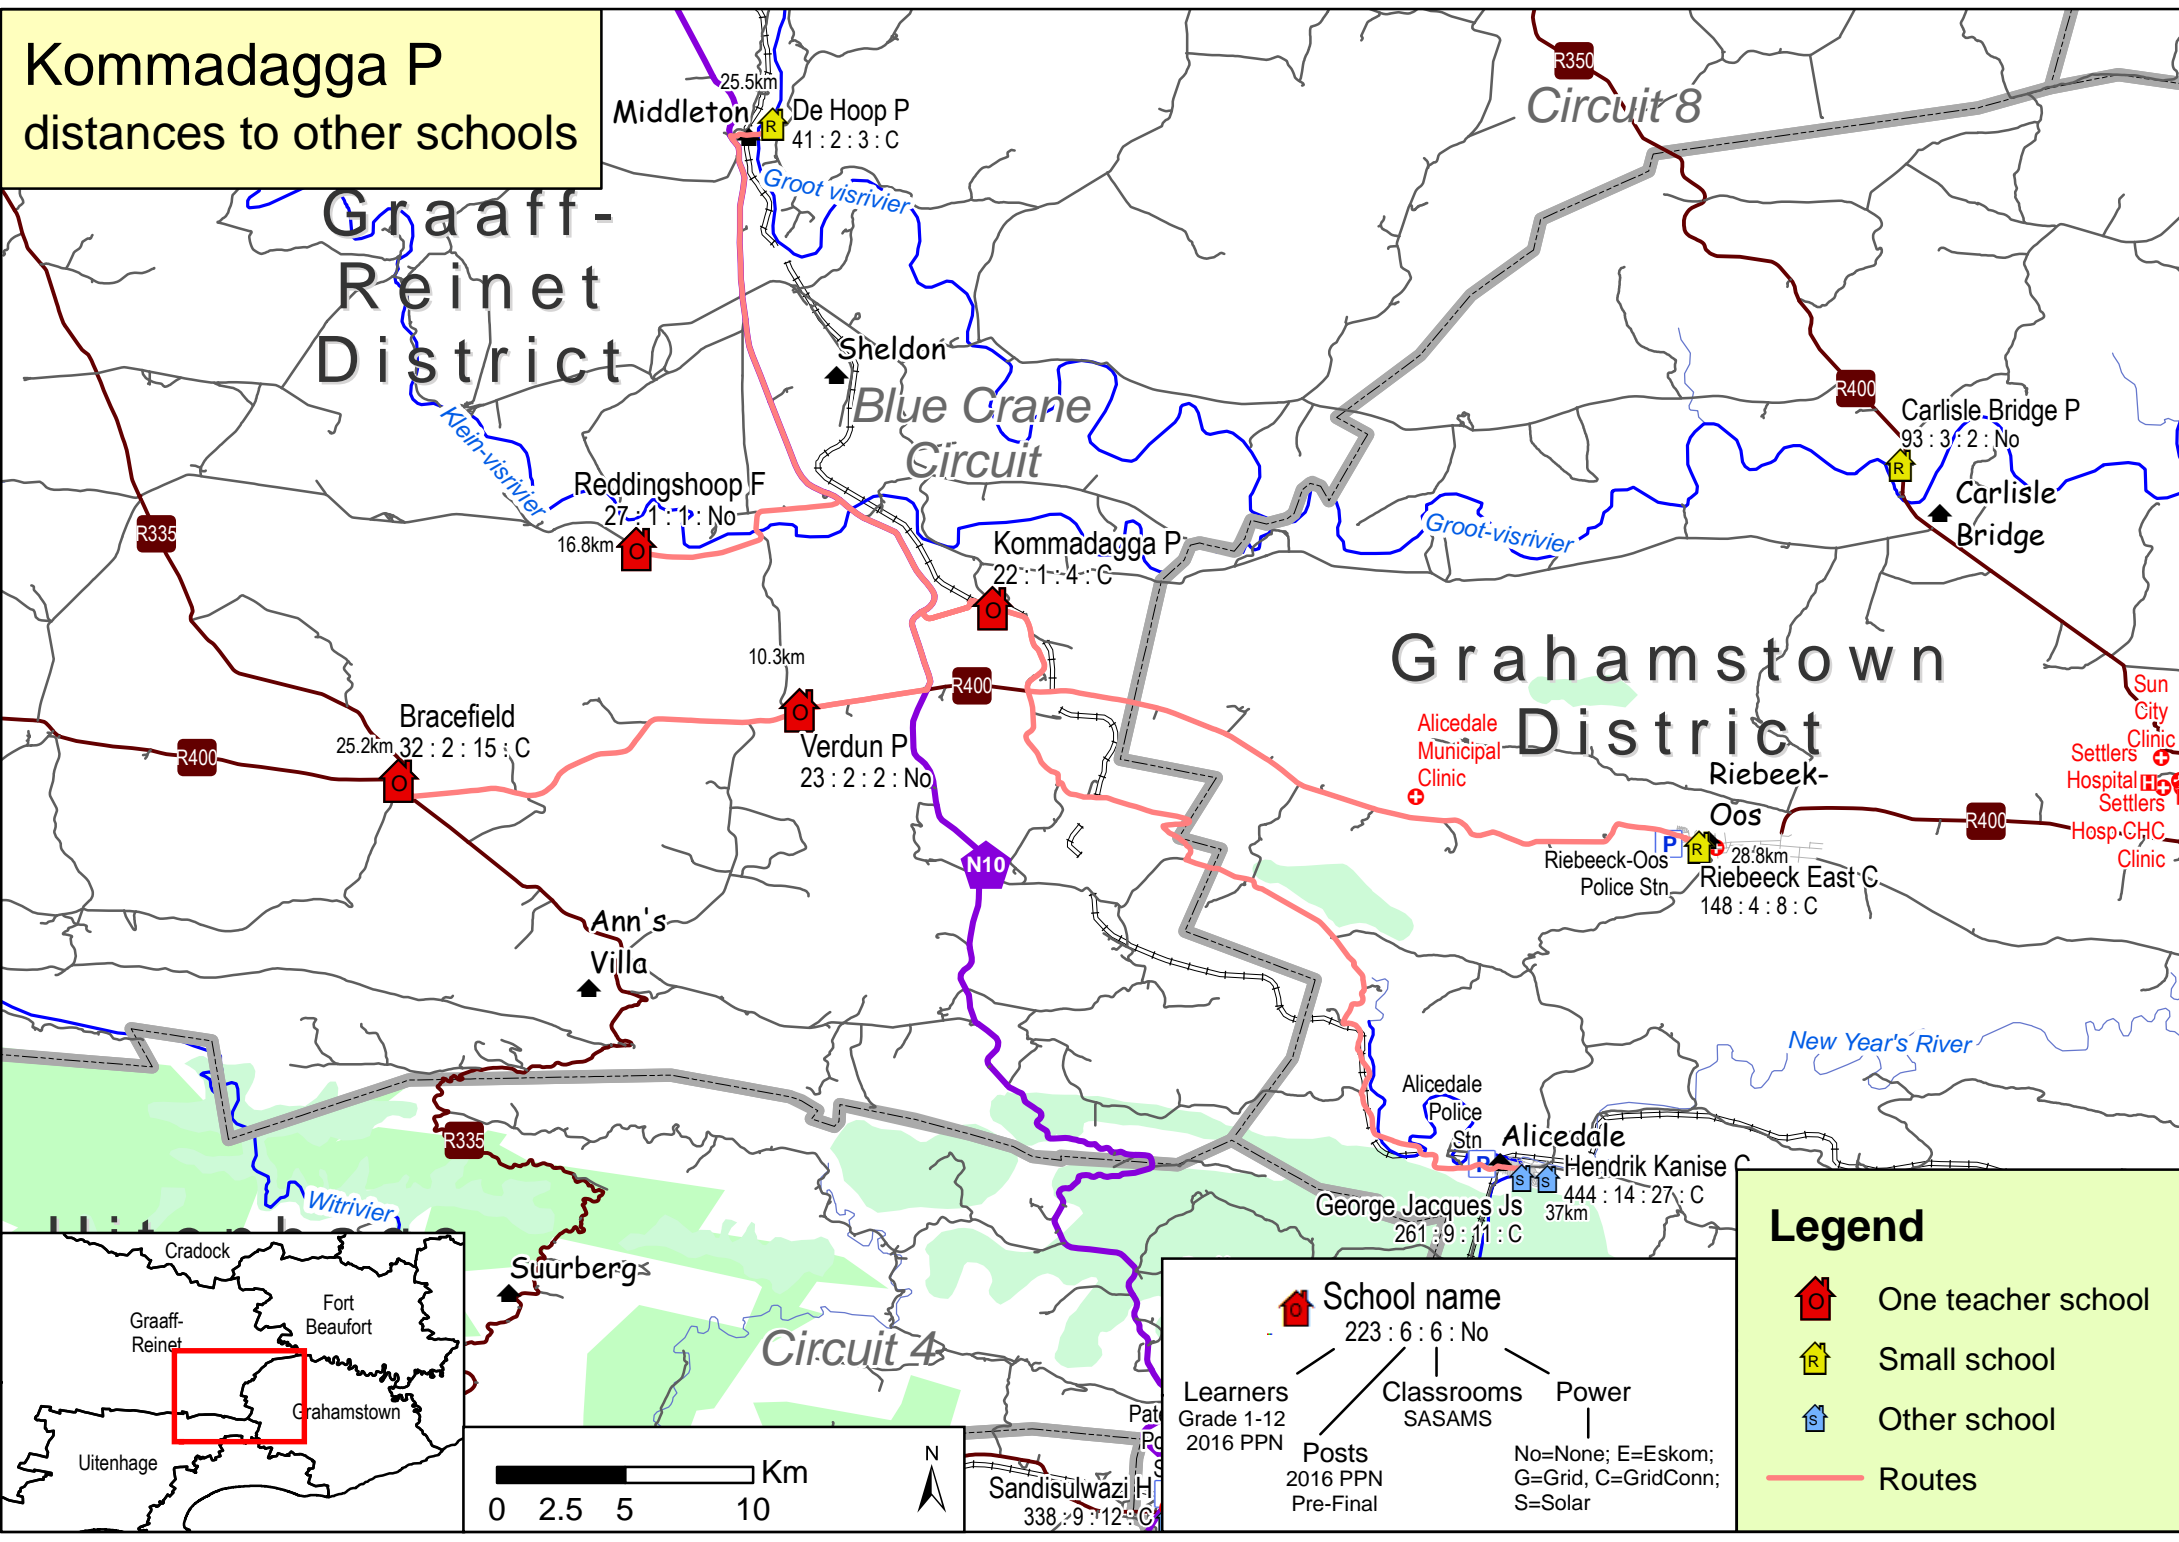 Kommadagga P
distances to other schools
25.5km
Middleton
De Hoop P
41 : 2 : 3 : C
R350
Circuit 8
Groot visrivier
Graaff-
Reinet
District
Sheldon
Blue Crane
Circuit
R400
Carlisle Bridge P
93 : 3 : 2 : No
Carlisle
Bridge
Klein-visrivier
Reddingshoop F
27 : 1 : 1 : No
16.8km
R335
Kommadagga P
22 : 1 : 4 : C
Groot-visrivier
Grahamstown
District
10.3km
R400
Verdun P
23 : 2 : 2 : No
Bracefield
25.2km
32 : 2 : 15 : C
R400
Alicedale
Municipal
Clinic
Sun
City
Clinic
Settlers
Hospital
H
Settlers
Hosp CHC
Clinic
Riebeek-
Oos
R400
P
R
28.8km
Riebeeck-Oos
Police Stn
Riebeeck East C
148 : 4 : 8 : C
N10
Ann's
Villa
New Year's River
Alicedale
Police
Stn
Alicedale
Hendrik Kanise C
444 : 14 : 27 : C
37km
George Jacques Js
261 : 9 : 11 : C
R335
Witrivier
Suurberg
Circuit 4
Sandisulwazi H
338 : 9 : 12 : C
Cradock
Graaff-
Reinet
Fort
Beaufort
Grahamstown
Uitenhage
Km
0 2.5 5 10
N
School name
223 : 6 : 6 : No
Learners
Grade 1-12
2016 PPN
Posts
2016 PPN
Pre-Final
Classrooms
SASAMS
Power
No=None; E=Eskom;
G=Grid, C=GridConn;
S=Solar
Legend
O One teacher school
R Small school
S Other school
Routes